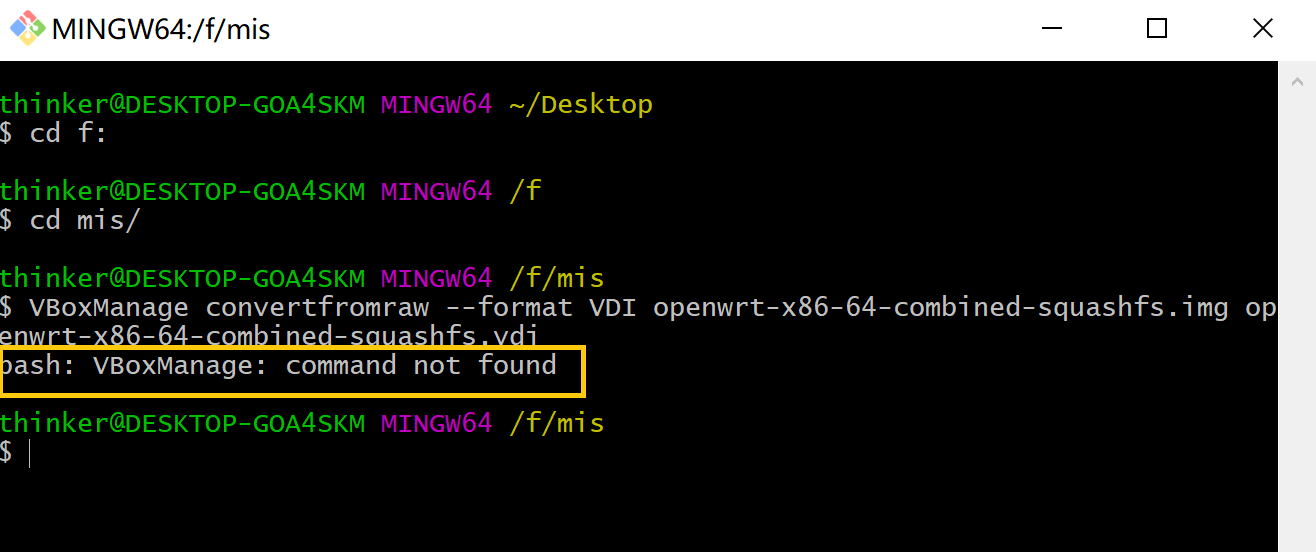 MINGW64:/f/mis
thinker@DESKTOP-GOA4SKM MINGW64 ~/Desktop
$ cd f:
thinker@DESKTOP-GOA4SKM MINGW64 /f
$ cd mis/
thinker@DESKTOP-GOA4SKM MINGW64 /f/mis
$ VBoxManage convertfromraw --format VDI openwrt-x86-64-combined-squashfs.img op
enwrt-x86-64-combined-squashfs.vdi
bash: VBoxManage: command not found
thinker@DESKTOP-GOA4SKM MINGW64 /f/mis
$